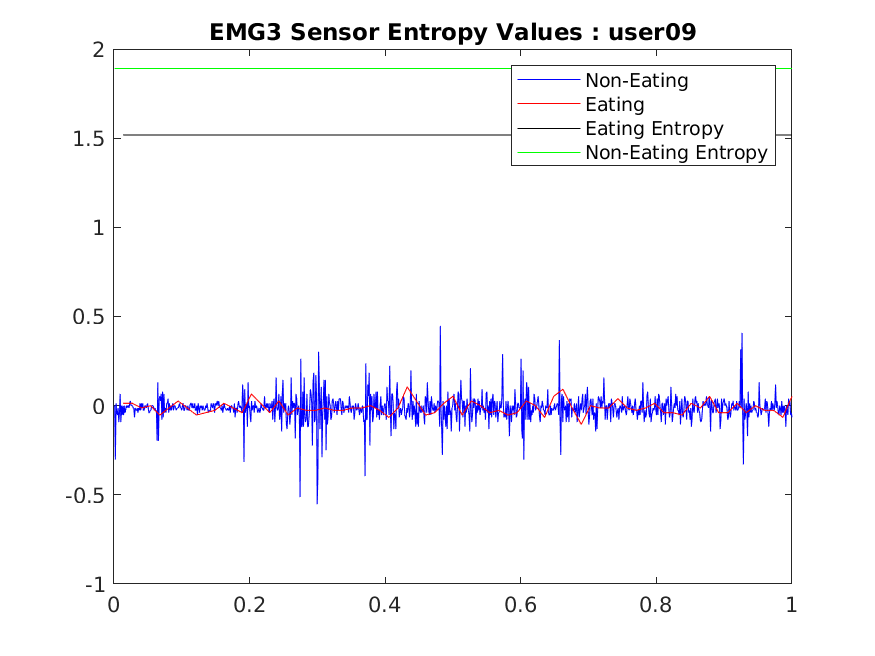 EMG3 Sensor Entropy Values : user09
2
Non-Eating
Eating
1.5
Eating Entropy
Non-Eating Entropy
1
0.5
0
-0.5
-1
0 0.2 0.4 0.6 0.8 1